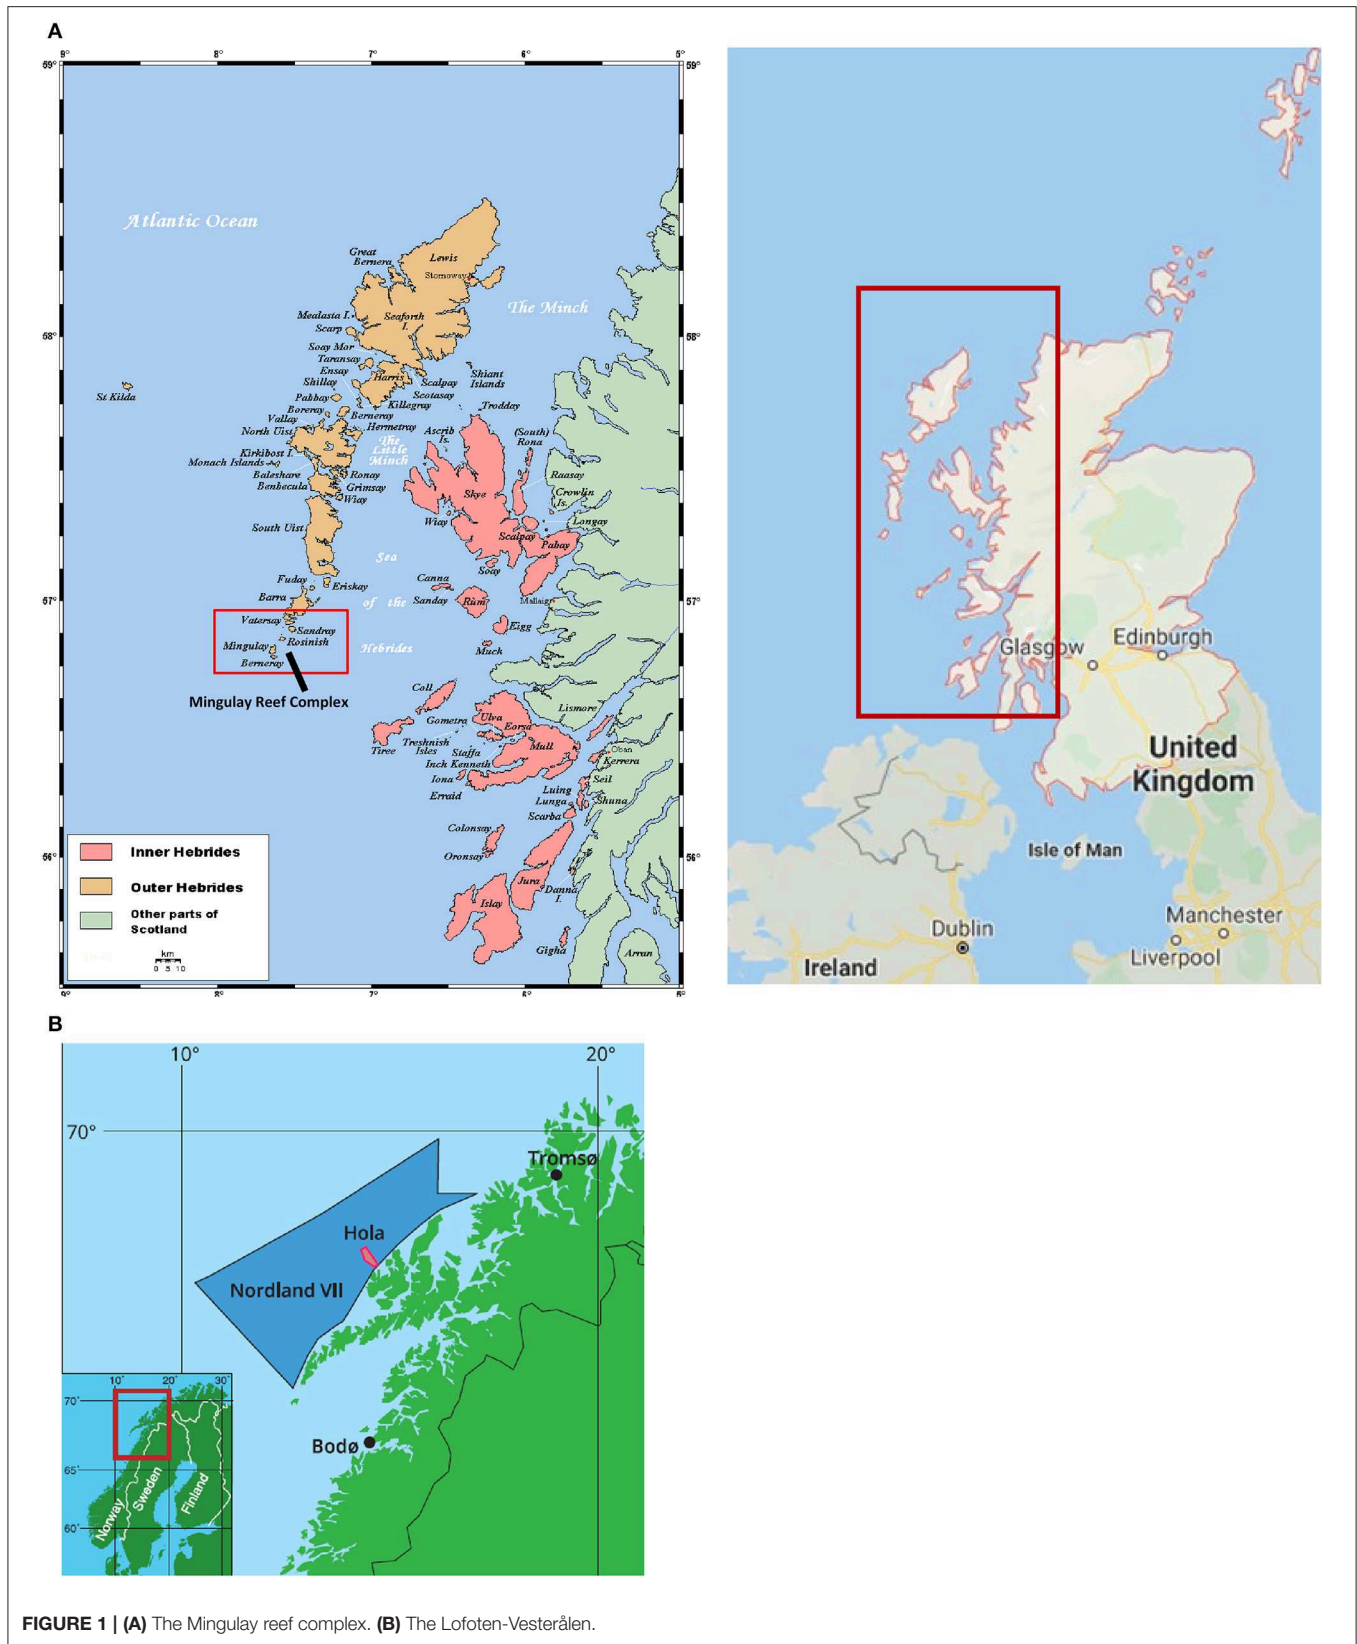 A
9° 8° 7° 6° 5°
59° 59°
Atlantic Ocean
Great
Bernera
Lewis
Stornoway
The Minch
Mealasta I.
Scarp
Seaforth
I.
58° 58°
Soay Mor
Taransay
Ensay
Shillay
Harris
Scalpay
Scotasay
Shiant
Islands
St Kilda
Pabbay
Boreray
Killegray
Trodday
Vallay
Berneray
Hermetray
North Uist
Ascrib
Is.
(South)
Rona
The
Little
Minch
Kirkibost I.
Monach Islands
Baleshare
Benbecula
Ronay
Grimsay
Wiay
Raasay
Skye
Crowlin
Is.
South Uist
Wiay
Longay
Scalpay
Pabay
Sea
Soay
Fuday
Eriskay
Canna
Barra
of the
Sanday
Rùm
Mallaig
57° 57°
Vatersay
Sandray
Rosinish
Eigg
Mingulay
Hebrides
Muck
Berneray
Mingulay Reef Complex
Coll
Lismore
Gometra
Ulva
Eorsa
Tiree
Treshnish
Isles
Staffa
Mull
Oban
Inch Kenneth
Kerrera
Iona
Seil
Erraid
Luing
Lunga
Shuna
Scarba
Colonsay
56° 56°
Oronsay
Jura
Danna
I.
Islay
Gigha
Arran
Inner Hebrides
Outer Hebrides
Other parts of
Scotland
km
0 5 10
9° 8° 7° 6° 5°
Glasgow
Edinburgh
United
Kingdom
Isle of Man
Manchester
Dublin
Liverpool
Ireland
B
10° 20°
70°
Tromsø
Hola
Nordland VII
Bodø
10° 20° 30°
70°
65°
60°
Norway
Sweden
Finland
FIGURE 1 | (A) The Mingulay reef complex. (B) The Lofoten-Vesterålen.